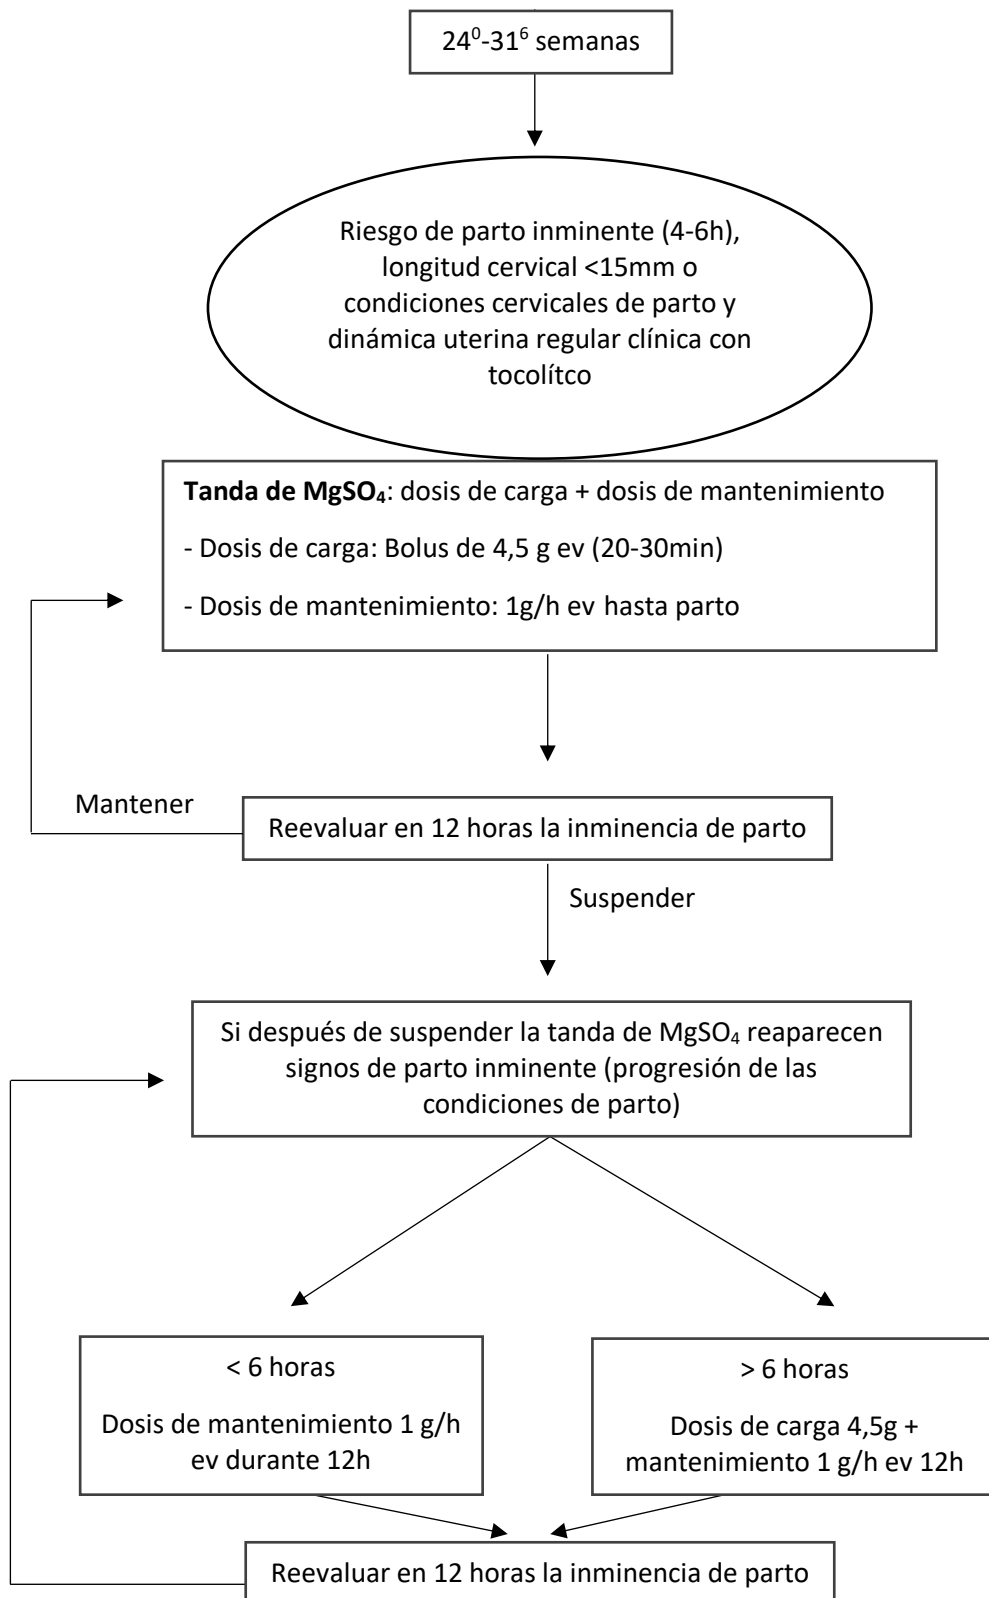 24⁰-31⁶ semanas
Riesgo de parto inminente (4-6h),
longitud cervical <15mm o
condiciones cervicales de parto y
dinámica uterina regular clínica con
tocolítco
Tanda de MgSO₄: dosis de carga + dosis de mantenimiento
- Dosis de carga: Bolus de 4,5 g ev (20-30min)
- Dosis de mantenimiento: 1g/h ev hasta parto
Mantener
Reevaluar en 12 horas la inminencia de parto
Suspender
Si después de suspender la tanda de MgSO₄ reaparecen
signos de parto inminente (progresión de las
condiciones de parto)
< 6 horas
Dosis de mantenimiento 1 g/h
ev durante 12h
> 6 horas
Dosis de carga 4,5g +
mantenimiento 1 g/h ev 12h
Reevaluar en 12 horas la inminencia de parto